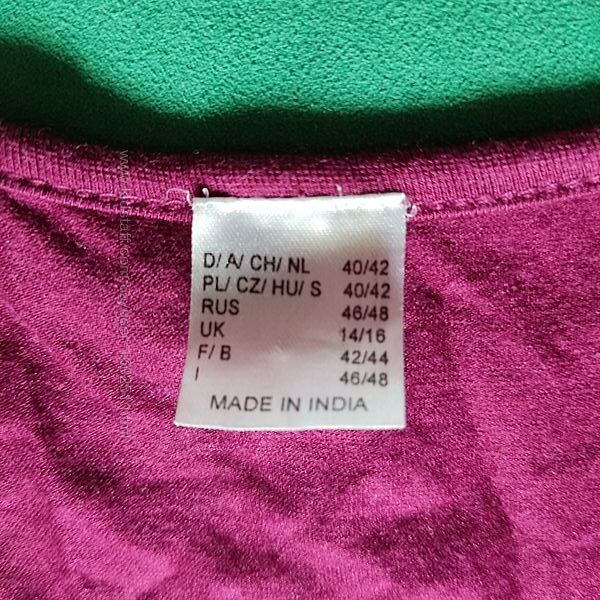 D/ A/ CH/ NL 40/42
PL/ CZ/ HU/ S 40/42
RUS 46/48
UK 14/16
F/ B 42/44
I 46/48
MADE IN INDIA